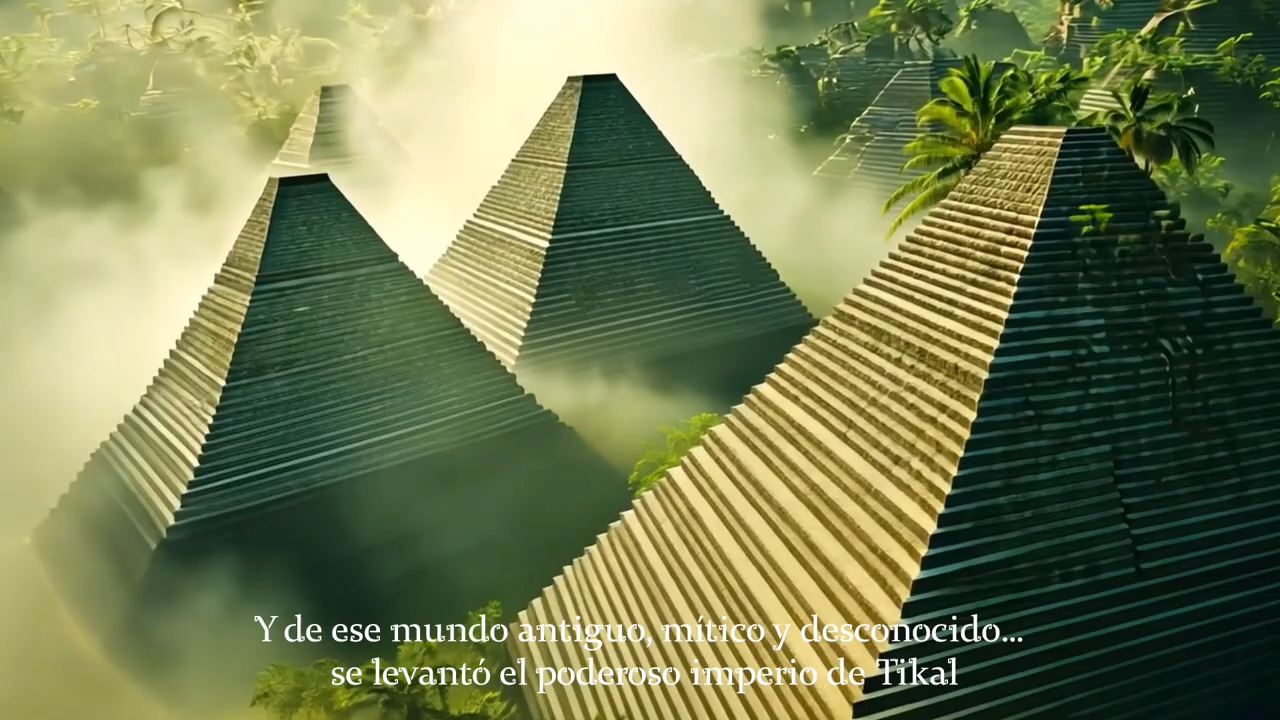 Y de ese mundo antiguo, mítico y desconocido...
se levantó el poderoso imperio de Tikal